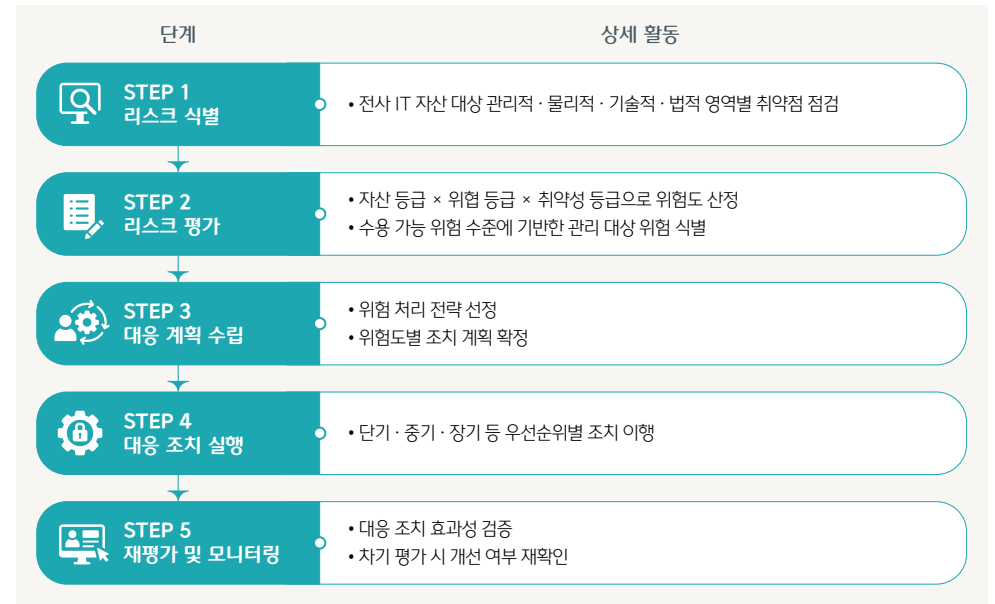 단계
상세 활동
STEP 1
리스크 식별
• 전사 IT 자산 대상 관리적 · 물리적 · 기술적 · 법적 영역별 취약점 점검
STEP 2
리스크 평가
• 자산 등급 × 위협 등급 × 취약성 등급으로 위험도 산정
• 수용 가능 위험 수준에 기반한 관리 대상 위험 식별
STEP 3
대응 계획 수립
• 위험 처리 전략 선정
• 위험도별 조치 계획 확정
STEP 4
대응 조치 실행
• 단기 · 중기 · 장기 등 우선순위별 조치 이행
STEP 5
재평가 및 모니터링
• 대응 조치 효과성 검증
• 차기 평가 시 개선 여부 재확인